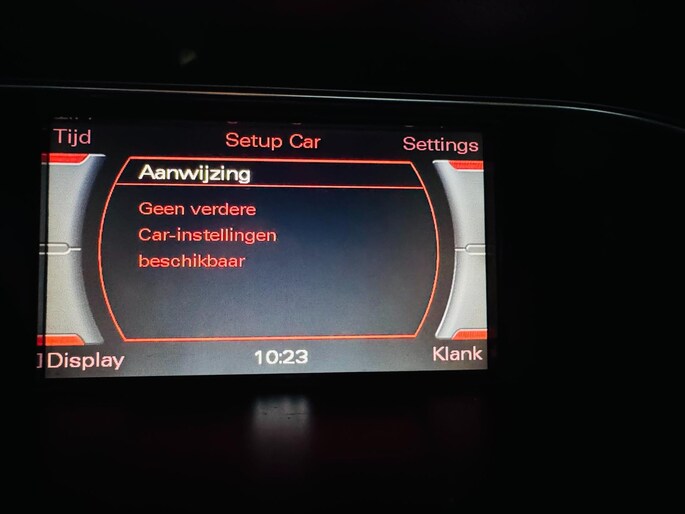 Tijd
Setup Car
Settings
Aanwijzing
Geen verdere
Car-instellingen
beschikbaar
Display
10:23
Klank